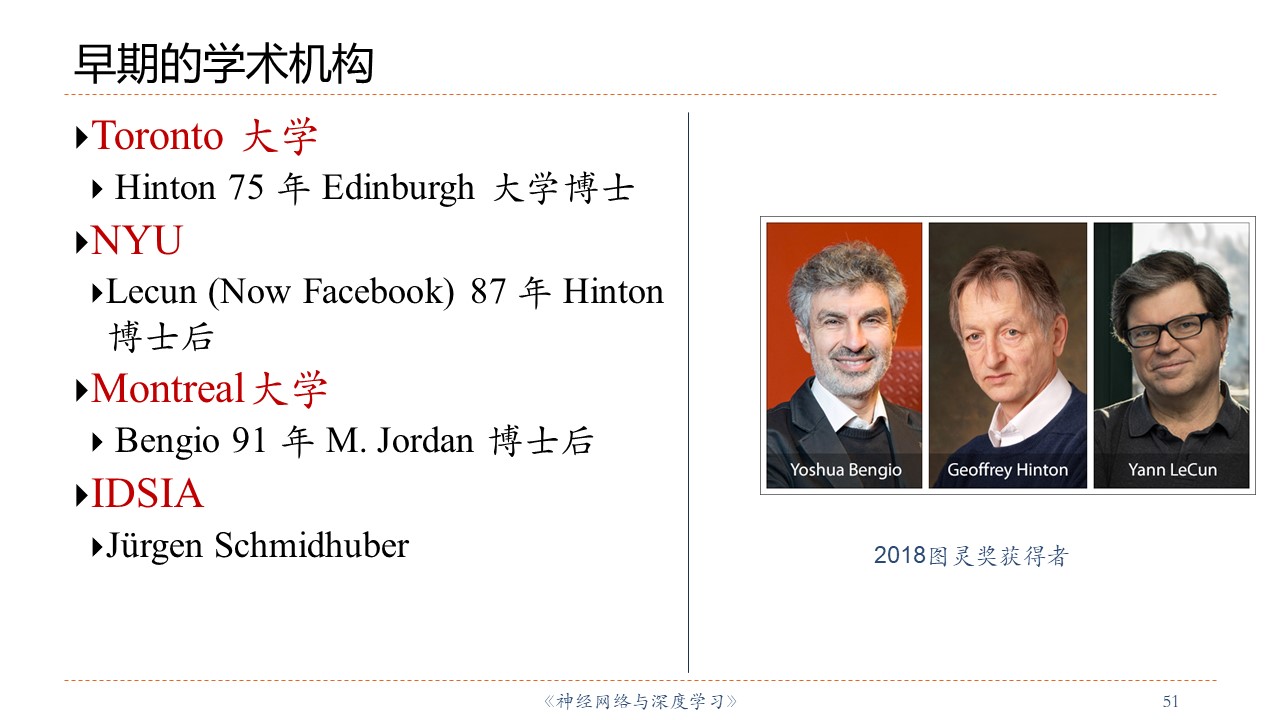 早期的学术机构
Toronto 大学
Hinton 75 年 Edinburgh 大学博士
NYU
Lecun (Now Facebook) 87 年 Hinton
博士后
Montreal大学
Bengio 91 年 M. Jordan 博士后
IDSIA
Jürgen Schmidhuber
Yoshua Bengio
Geoffrey Hinton
Yann LeCun
2018图灵奖获得者
《神经网络与深度学习》
51